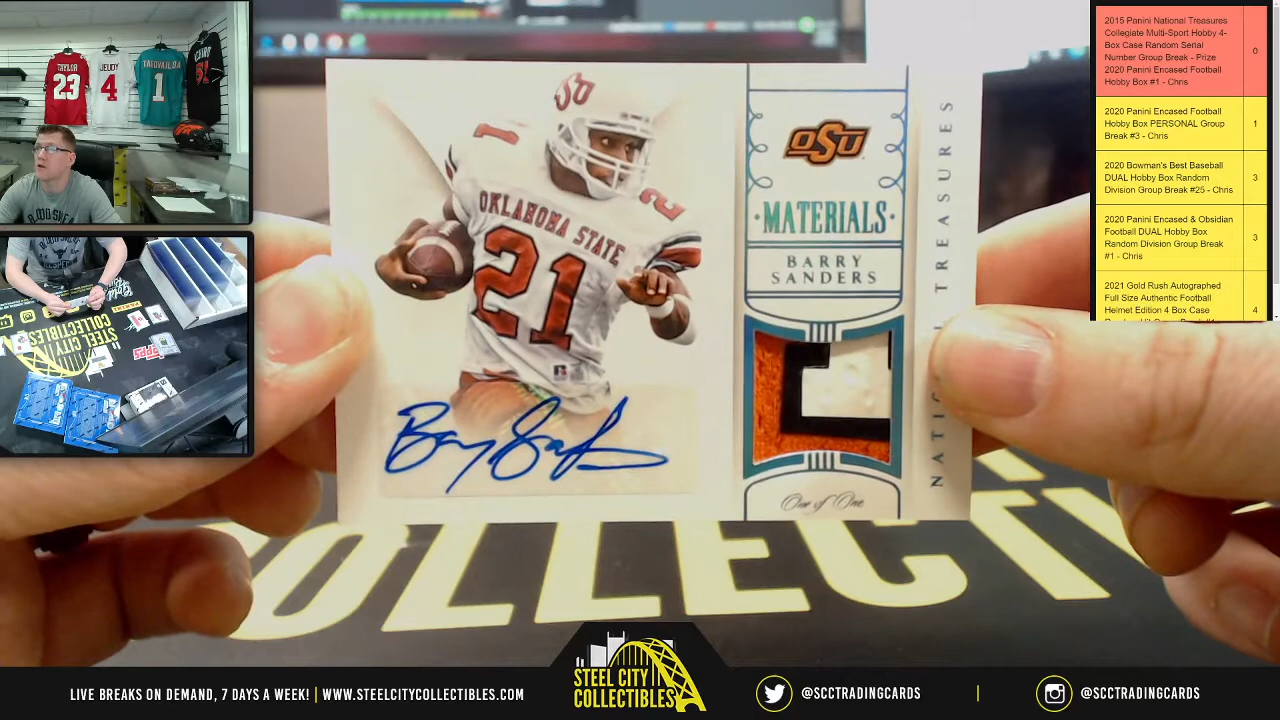 TAYLOR
23
JEUDY
4
TAGOVAILOA
1
2015 Panini National Treasures
Collegiate Multi-Sport Hobby 4-
Box Case Random Serial
Number Group Break - Prize
2020 Panini Encased Football
Hobby Box #1 - Chris
0
2020 Panini Encased Football
Hobby Box PERSONAL Group
Break #3 - Chris
1
2020 Bowman's Best Baseball
DUAL Hobby Box Random
Division Group Break #25 - Chris
3
2020 Panini Encased & Obsidian
Football DUAL Hobby Box
Random Division Group Break
#1 - Chris
3
2021 Gold Rush Autographed
Full Size Authentic Football
Helmet Edition 4 Box Case
4
OSU
OKLAHOMA STATE
21
2
OSU
MATERIALS
BARRY
SANDERS
One of One
TREASURES
Barry Sanders
STEEL CITY
COLLECTIBLES
TOPPS
COLLECTI
LIVE BREAKS ON DEMAND, 7 DAYS A WEEK! | WWW.STEELCITYCOLLECTIBLES.COM
STEEL CITY
COLLECTIBLES
@SCCTRADINGCARDS
@SCCTRADINGCARDS